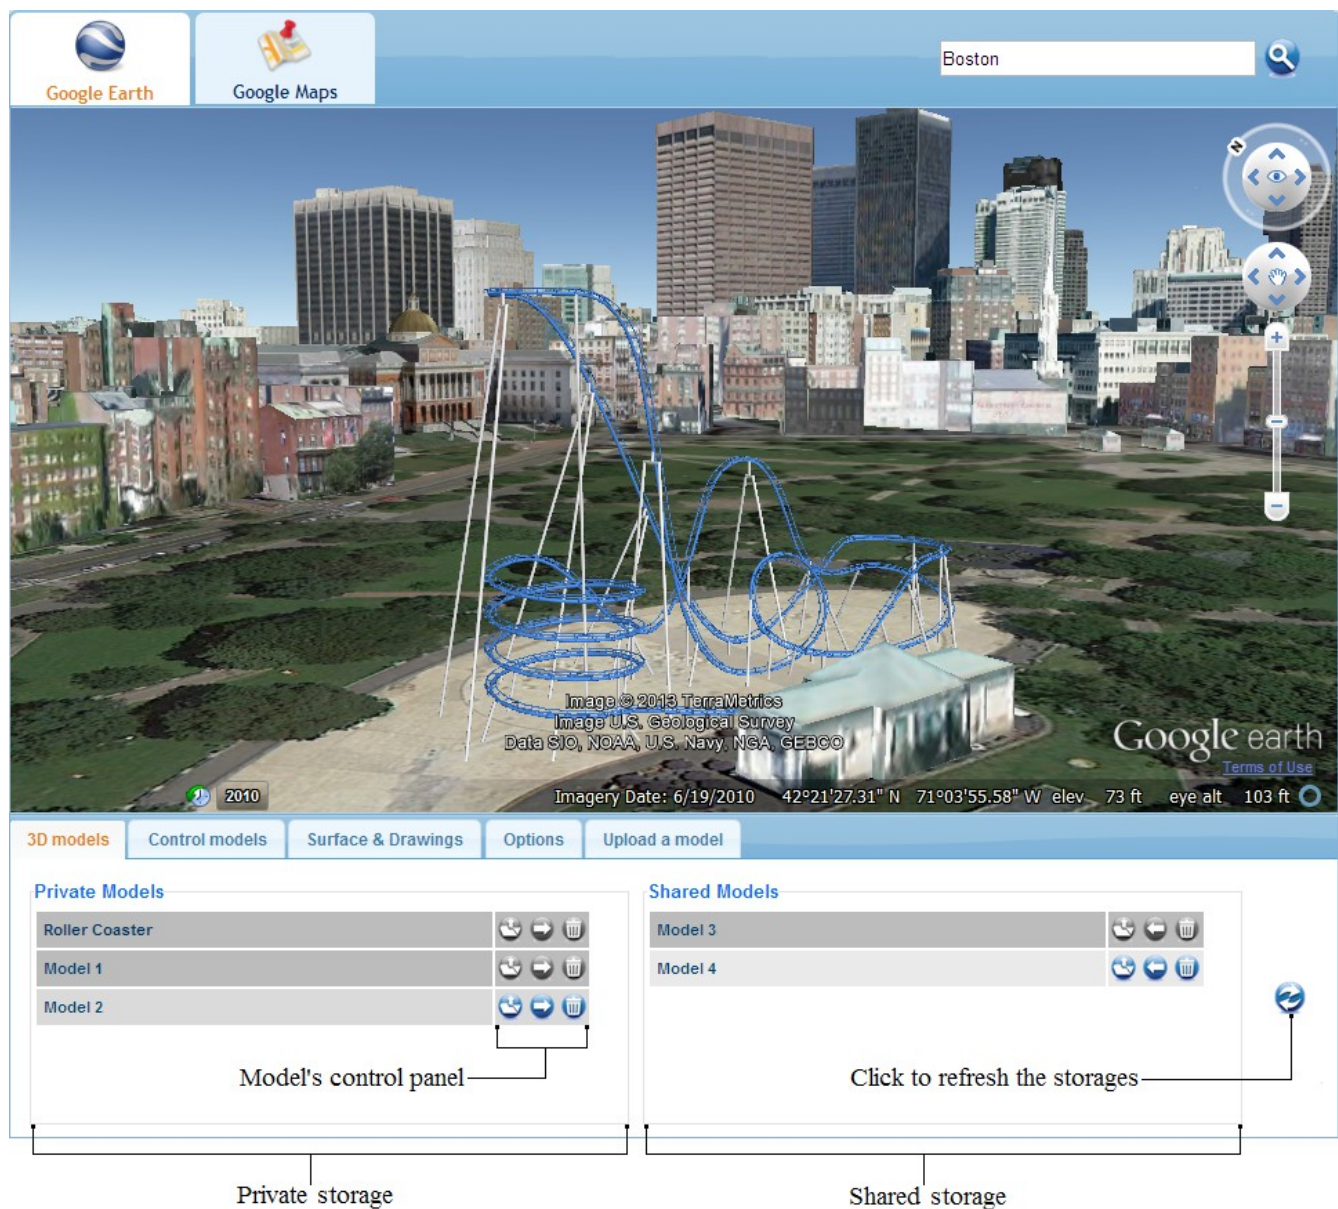 Google Earth
Google Maps
Boston
N
Image © 2013 TerraMetrics
Image U.S. Geological Survey
Data SIO, NOAA, U.S. Navy, NGA, GEBCO
Google earth
Terms of Use
2010
Imagery Date: 6/19/2010 42°21'27.31" N 71°03'55.58" W elev 73 ft eye alt 103 ft
3D models
Control models
Surface & Drawings
Options
Upload a model
Private Models
Roller Coaster
Model 1
Model 2
Model's control panel
Shared Models
Model 3
Model 4
Click to refresh the storages
Private storage
Shared storage